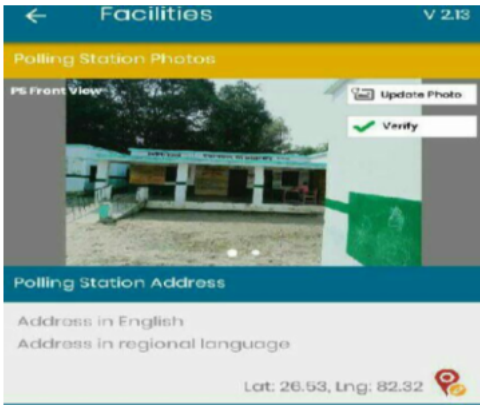 Facilities
V 2.13
Polling Station Photos
PS Front View
Update Photo
Verify
Polling Station Address
Address in English
Address in regional language
Lat: 26.53, Lng: 82.32